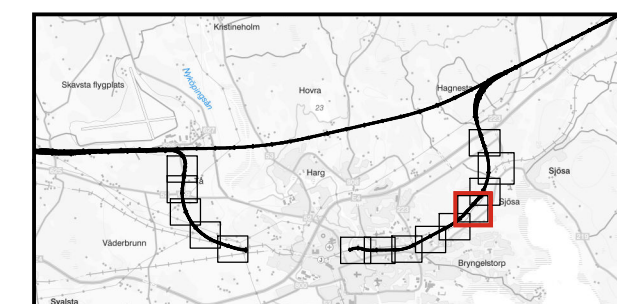 Kristineholm
Skavsta flygplats
Nyköpingsån
Hovra
Hagnesta
23
Harg
Sjösa
Sjösa
Väderbrunn
Bryngelstorp
Svalsta